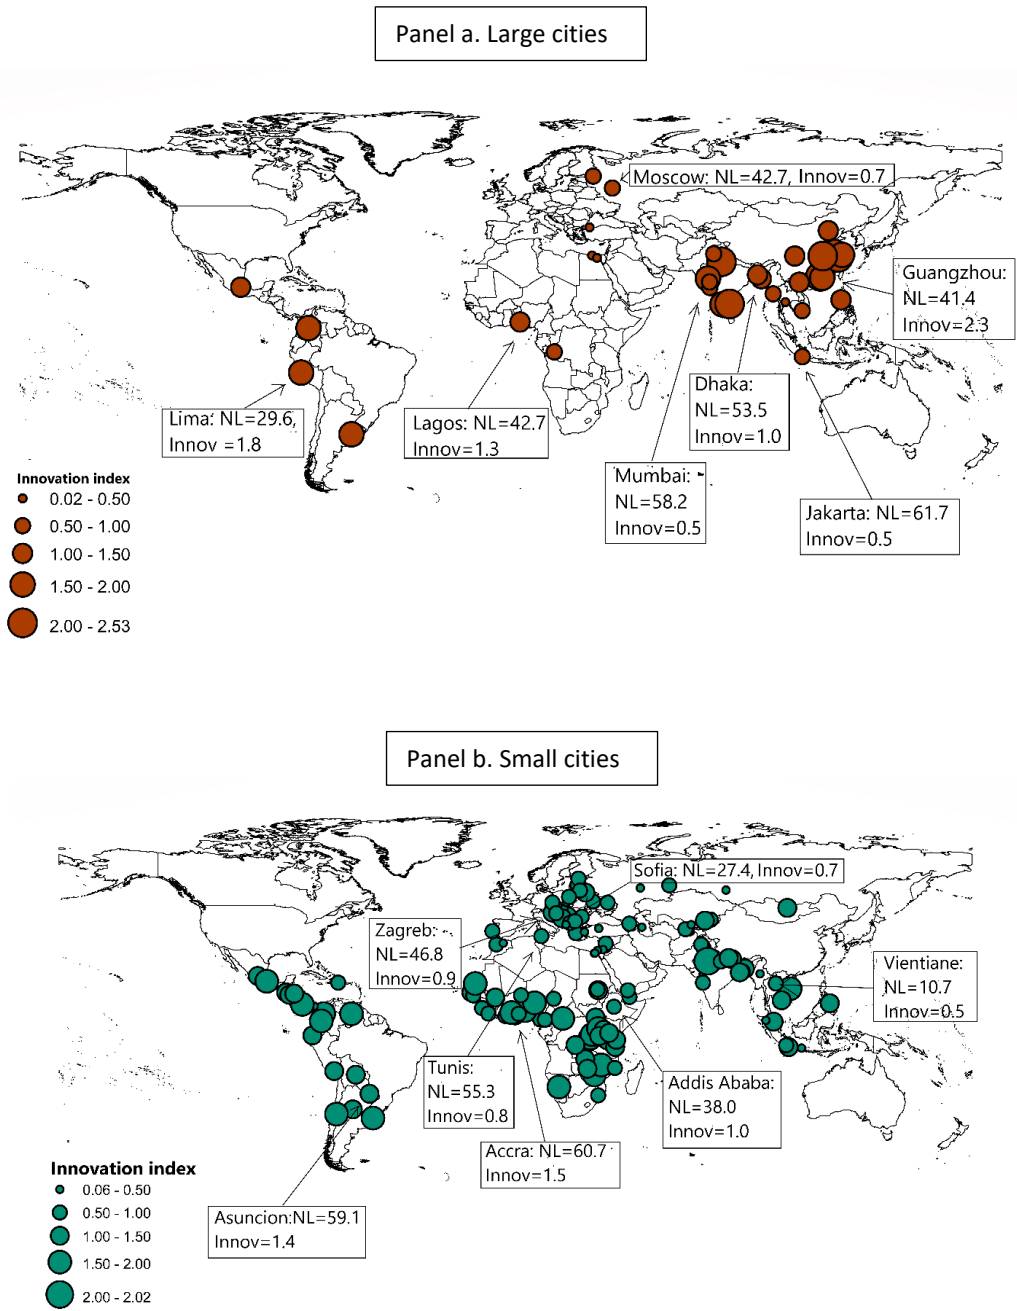 Panel a. Large cities
Moscow: NL=42.7, Innov=0.7
Guangzhou:
NL=41.4
Innov=2.3
Dhaka:
NL=53.5
Innov=1.0
Lima: NL=29.6,
Innov =1.8
Lagos: NL=42.7
Innov=1.3
Mumbai:
NL=58.2
Innov=0.5
Jakarta: NL=61.7
Innov=0.5
Innovation index
0.02 - 0.50
0.50 - 1.00
1.00 - 1.50
1.50 - 2.00
2.00 - 2.53
Panel b. Small cities
Sofia: NL=27.4, Innov=0.7
Zagreb:
NL=46.8
Innov=0.9
Vientiane:
NL=10.7
Innov=0.5
Tunis:
NL=55.3
Innov=0.8
Addis Ababa:
NL=38.0
Innov=1.0
Accra: NL=60.7
Innov=1.5
Asuncion:NL=59.1
Innov=1.4
Innovation index
0.06 - 0.50
0.50 - 1.00
1.00 - 1.50
1.50 - 2.00
2.00 - 2.02